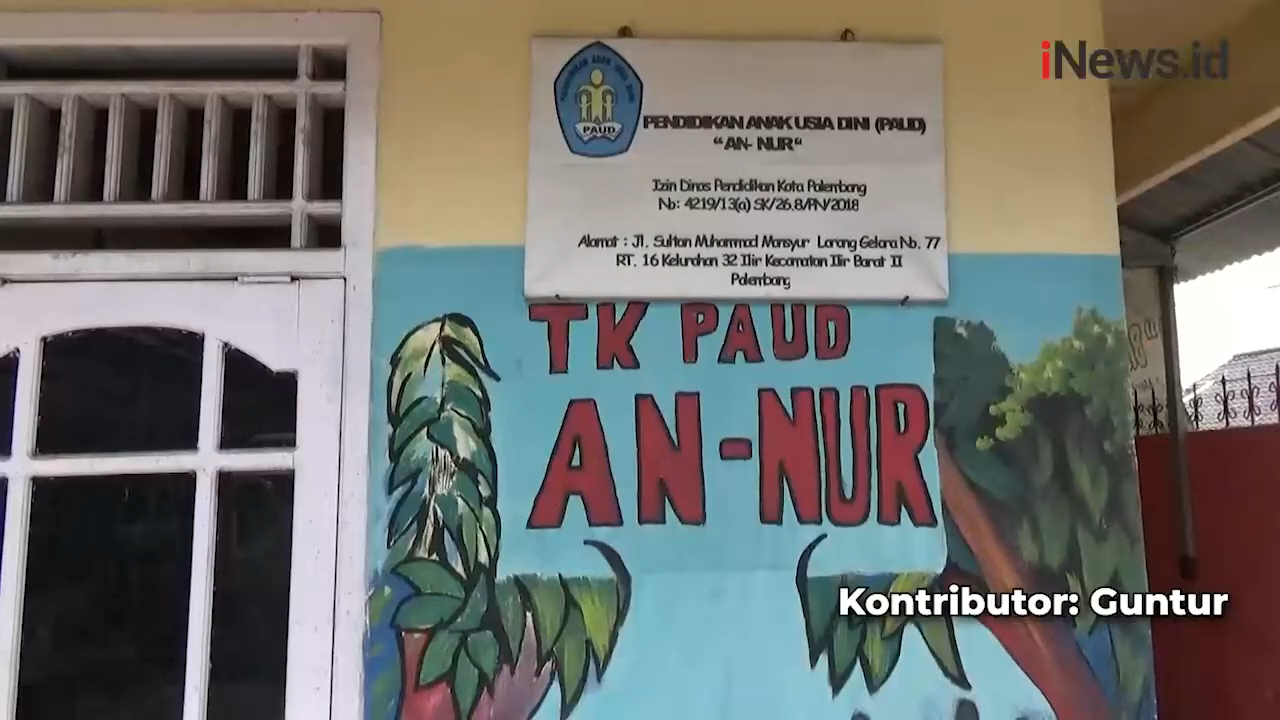 iNews.id
PAUD
PENDIDIKAN ANAK USIA DINI (PAUD)
“ AN- NUR“
Izin Dinas Pendidikan Kota Palembang
No: 4219/13(a) SK/26.8/PN/2018
Alamat : Jl. Sultan Muhammad Mansyur Lorong Gelora No. 77
RT. 16 Kelurahan 32 Ilir Kecamatan Ilir Barat II
Palembang
TK PAUD
AN-NUR
Kontributor: Guntur